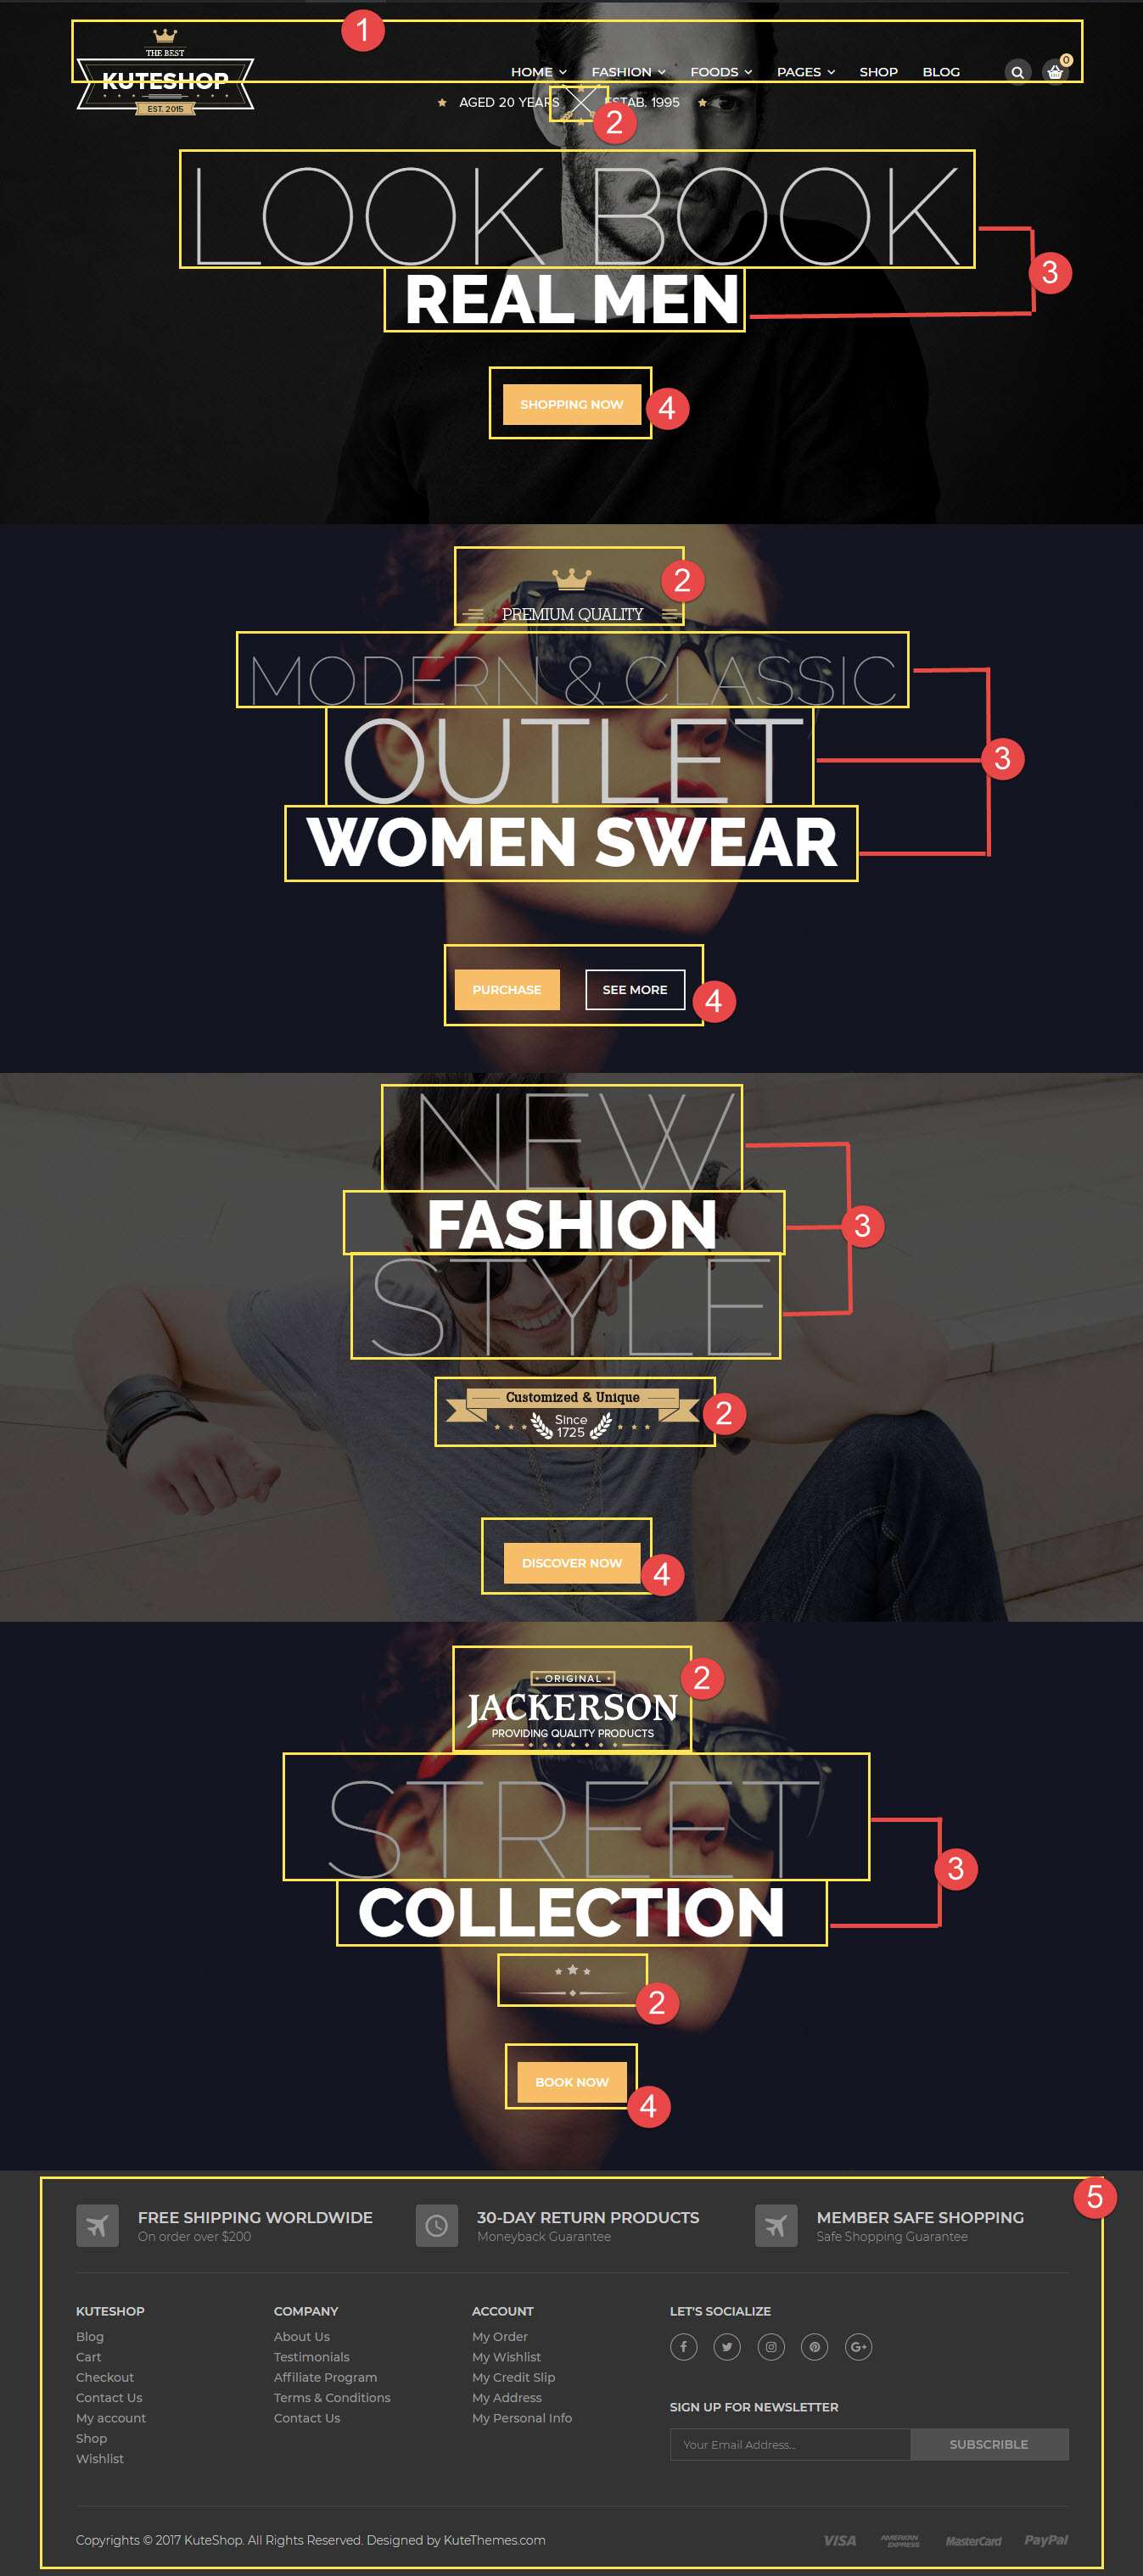 1
THE BEST
KUTESHOP
EST. 2015
HOME FASHION FOODS PAGES SHOP BLOG
0
AGED 20 YEARS ESTAB. 1995
2
LOOK BOOK
REAL MEN
3
SHOPPING NOW
4
2
PREMIUM QUALITY
MODERN & CLASSIC
OUTLET
WOMEN SWEAR
3
PURCHASE SEE MORE
4
NEW
FASHION
STYLE
3
Customized & Unique
Since
1725
2
DISCOVER NOW
4
ORIGINAL
JACKERSON
PROVIDING QUALITY PRODUCTS
2
STREET
COLLECTION
3
2
BOOK NOW
4
5
FREE SHIPPING WORLDWIDE
On order over $200
30-DAY RETURN PRODUCTS
Moneyback Guarantee
MEMBER SAFE SHOPPING
Safe Shopping Guarantee
KUTESHOP
Blog
Cart
Checkout
Contact Us
My account
Shop
Wishlist
COMPANY
About Us
Testimonials
Affiliate Program
Terms & Conditions
Contact Us
ACCOUNT
My Order
My Wishlist
My Credit Slip
My Address
My Personal Info
LET'S SOCIALIZE
f G+
SIGN UP FOR NEWSLETTER
Your Email Address... SUBSCRIBLE
Copyrights © 2017 KuteShop. All Rights Reserved. Designed by KuteThemes.com
VISA AMERICAN EXPRESS MasterCard PayPal